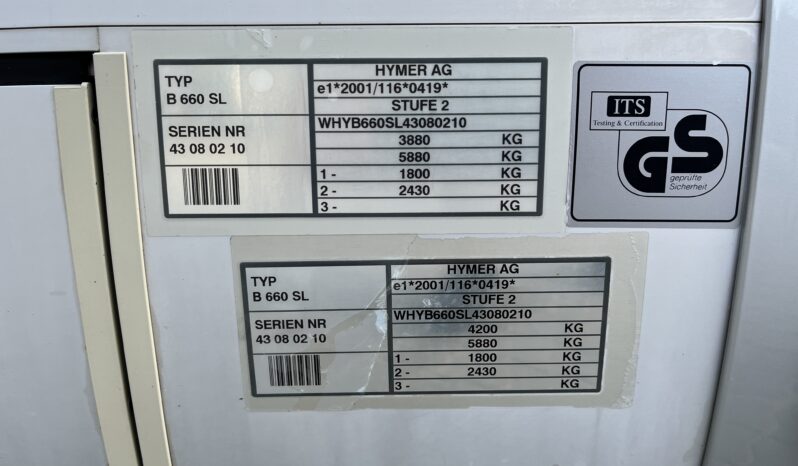 TYP
B 660 SL
SERIEN NR
43 08 02 10
HYMER AG
e1*2001/116*0419*
STUFE 2
WHYB660SL43080210
3880 KG
5880 KG
1 - 1800 KG
2 - 2430 KG
3 - KG
ITS
Testing & Certification
GS
geprüfte
Sicherheit
TYP
B 660 SL
SERIEN NR
43 08 02 10
HYMER AG
e1*2001/116*0419*
STUFE 2
WHYB660SL43080210
4200 KG
5880 KG
1 - 1800 KG
2 - 2430 KG
3 - KG